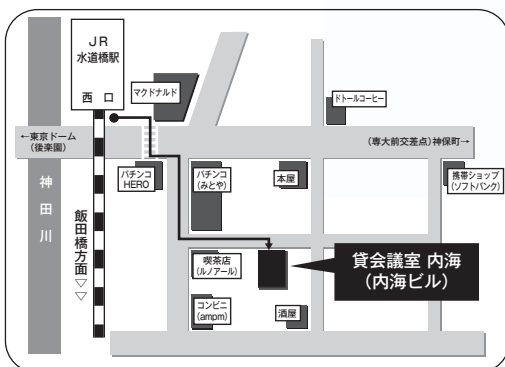 JR
水道橋駅
西 口
マクドナルド
ドトールコーヒー
←東京ドーム
(後楽園)
(専大前交差点)神保町→
パチンコ
HERO
パチンコ
(みとや)
本屋
携帯ショップ
(ソフトバンク)
神田川
飯田橋方面▽▽
喫茶店
(ルノアール)
貸会議室 内海
(内海ビル)
コンビニ
(ampm)
酒屋